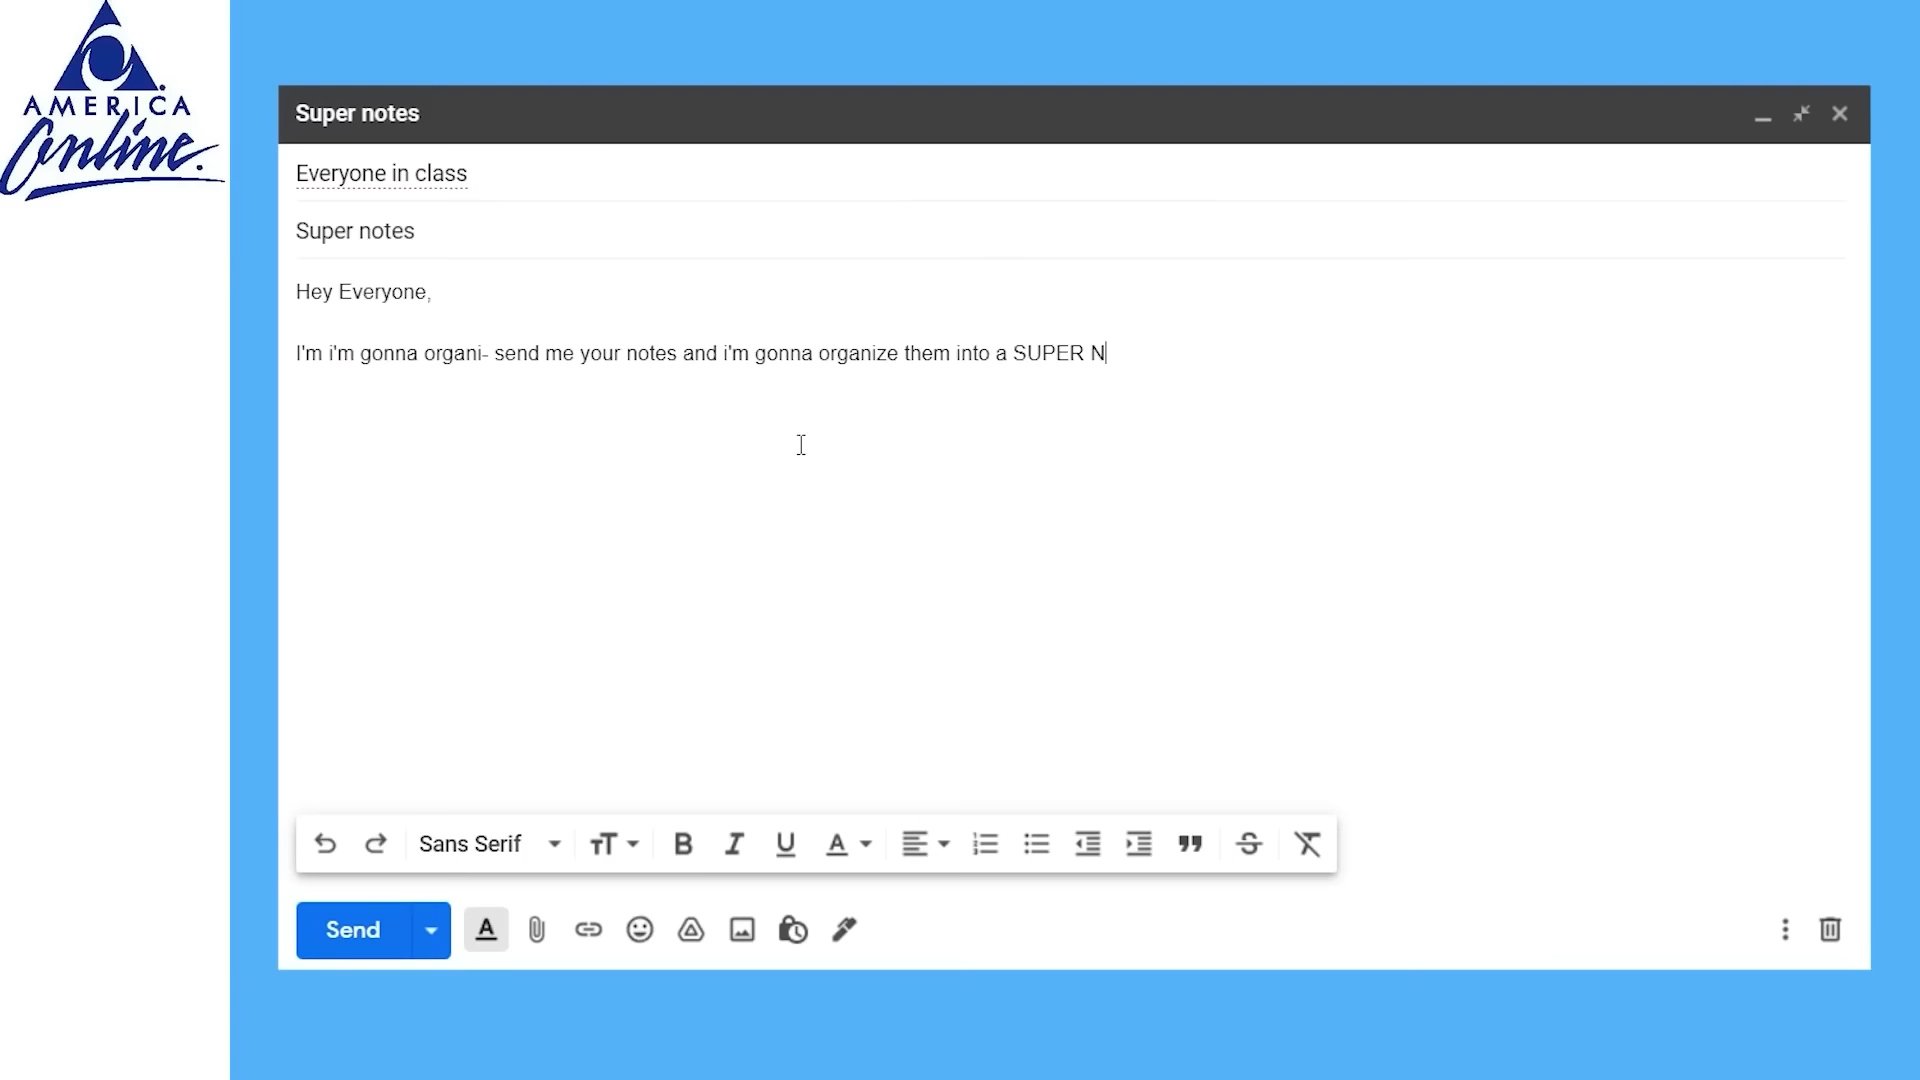 AMERICA
Online.
Super notes
Everyone in class
Super notes
Hey Everyone,
I'm i'm gonna organi- send me your notes and i'm gonna organize them into a SUPER N
Sans Serif
Send